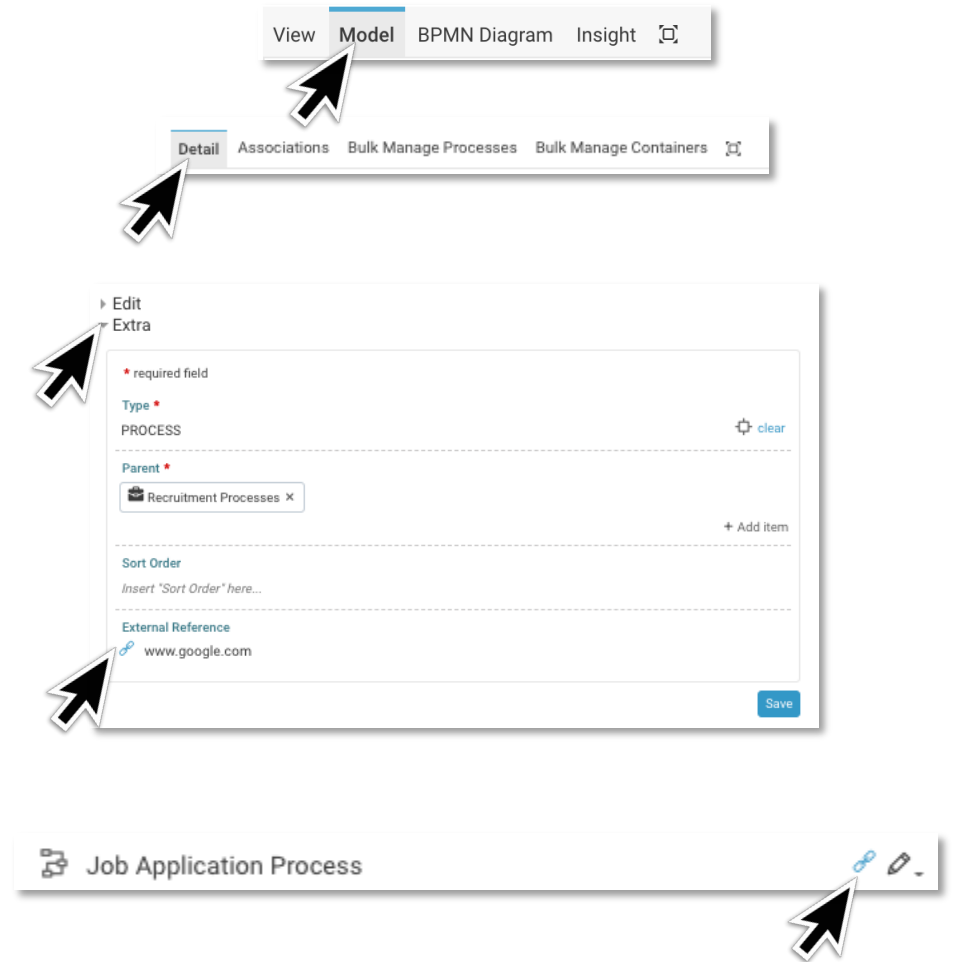 View Model BPMN Diagram Insight
Detail Associations Bulk Manage Processes Bulk Manage Containers
Edit
Extra
* required field
Type *
PROCESS
clear
Parent *
Recruitment Processes ×
+ Add item
Sort Order
Insert "Sort Order" here...
External Reference
www.google.com
Save
Job Application Process